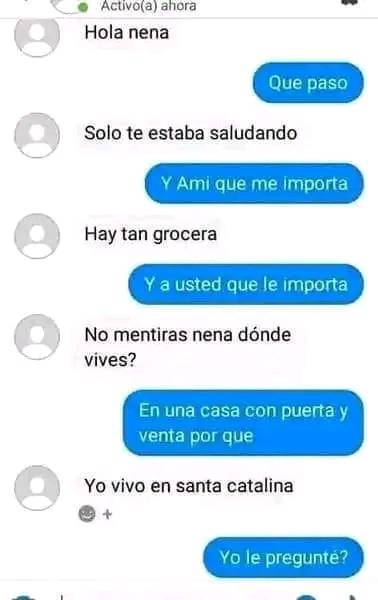 Activo(a) ahora
Hola nena
Que paso
Solo te estaba saludando
Y Ami que me importa
Hay tan grocera
Y a usted que le importa
No mentiras nena dónde
vives?
En una casa con puerta y
venta por que
Yo vivo en santa catalina
Yo le pregunté?